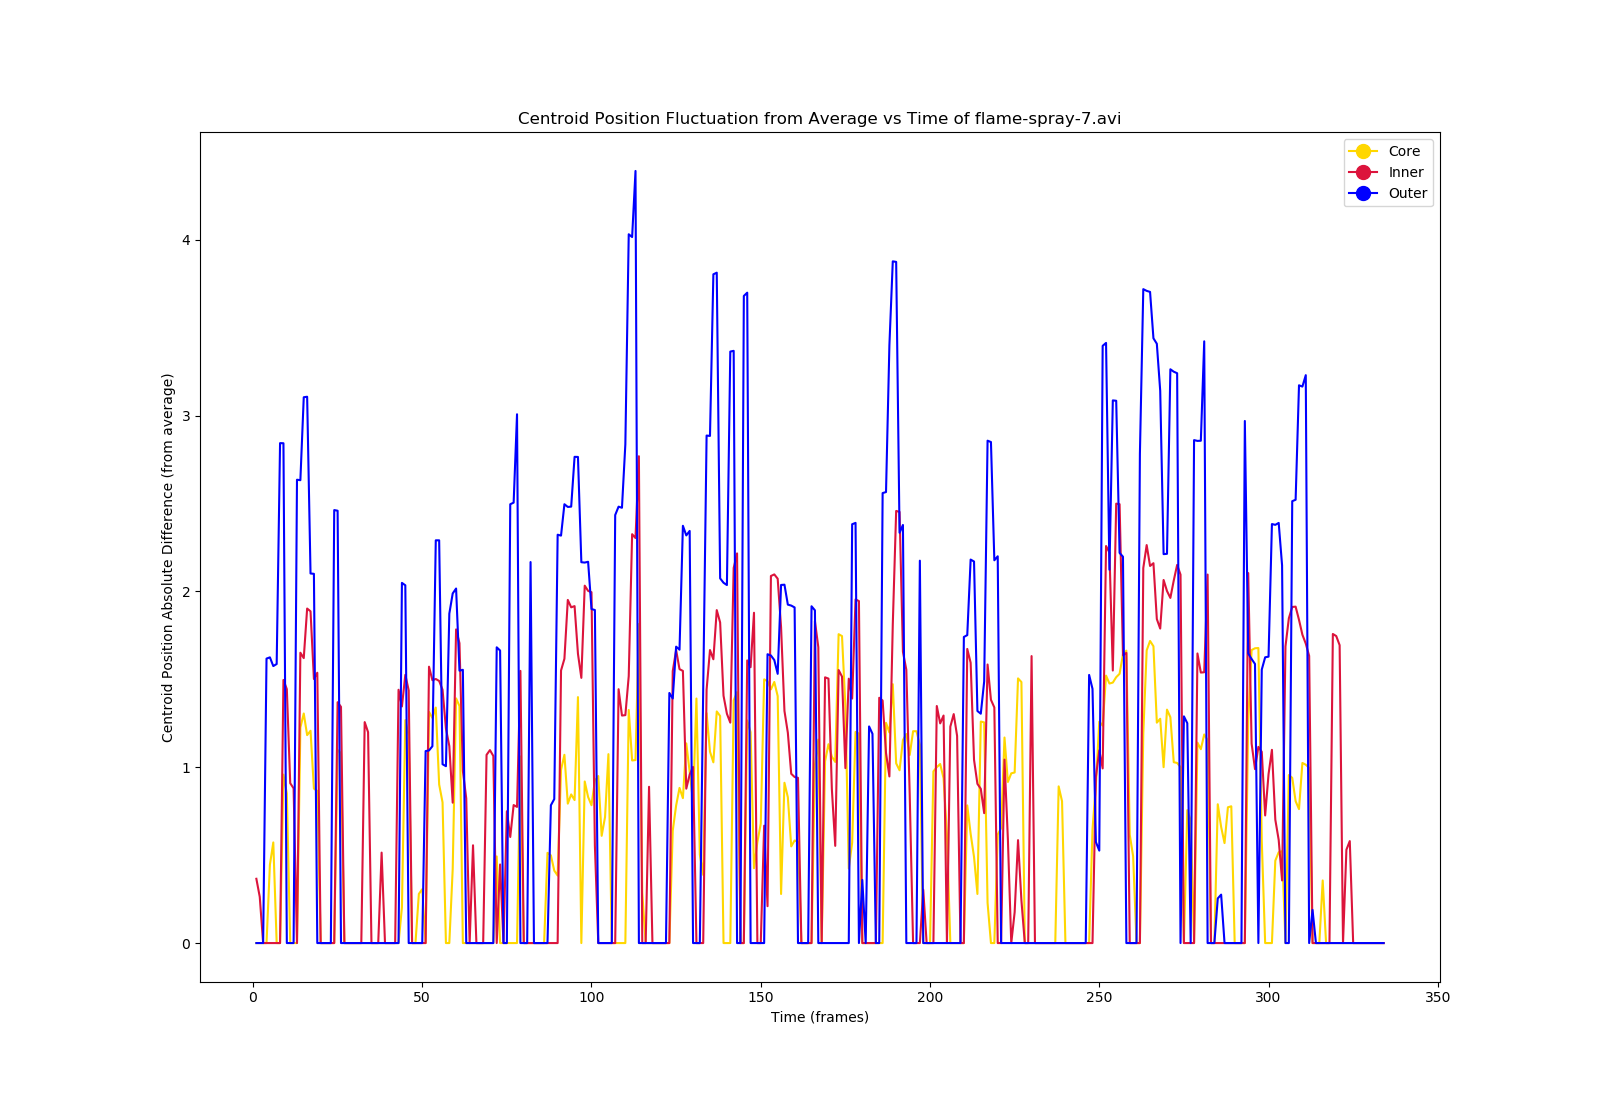 Centroid Position Fluctuation from Average vs Time of flame-spray-7.avi
Core
Inner
Outer
Centroid Position Absolute Difference (from average)
4
3
2
1
0
0 50 100 150 200 250 300 350
Time (frames)